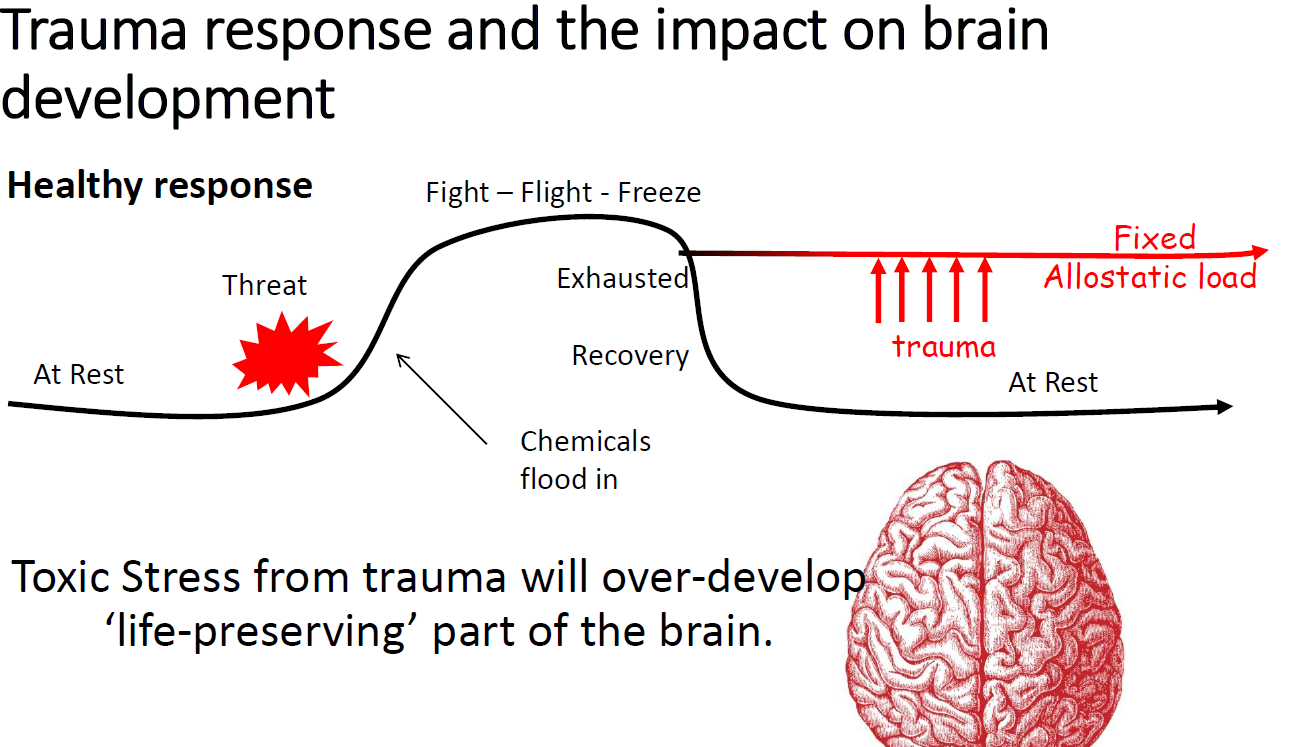 Trauma response and the impact on brain
development
Healthy response
Fight – Flight - Freeze
Fixed
Allostatic load
Threat
Exhausted
trauma
Recovery
At Rest
At Rest
Chemicals
flood in
Toxic Stress from trauma will over-develop
‘life-preserving’ part of the brain.